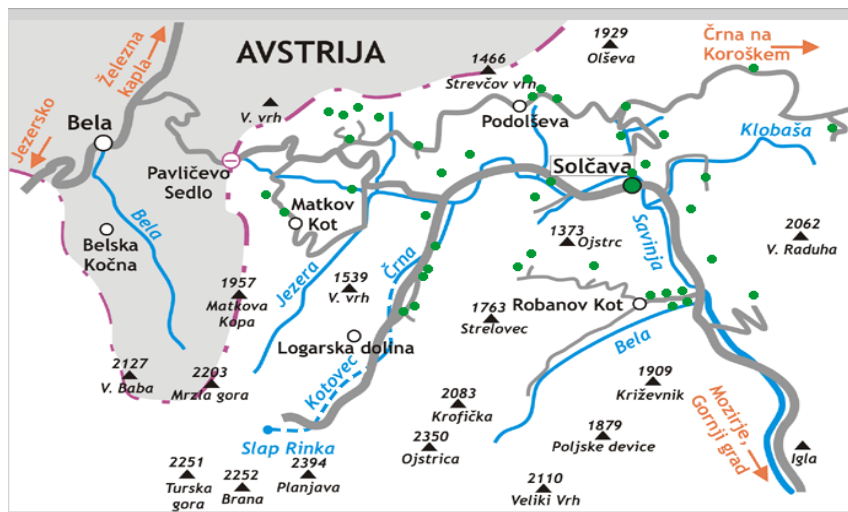 AVSTRIJA
1929
Olševa
Črna na
Koroškem
Železna
kapla
1466
Strevčov vrh
V. vrh
Podolševa
Bela
Jezersko
Klobaša
Pavličevo
Sedlo
Solčava
Matkov
Kot
Bela
Belska
Kočna
Savinja
2062
V. Raduha
1373
Ojstrc
Jezera
Črna
1957
Matkova
Kopa
1539
V. vrh
1763
Strelovec
Robanov Kot
Logarska dolina
Bela
2127
V. Baba
2203
Mrzla gora
Kotovec
1909
Križevnik
2083
Krofička
Mozirje,
Gornji grad
Slap Rinka
2350
Ojstrica
1879
Poljske device
Igla
2251
Turska
gora
2252
Brana
2394
Planjava
2110
Veliki Vrh